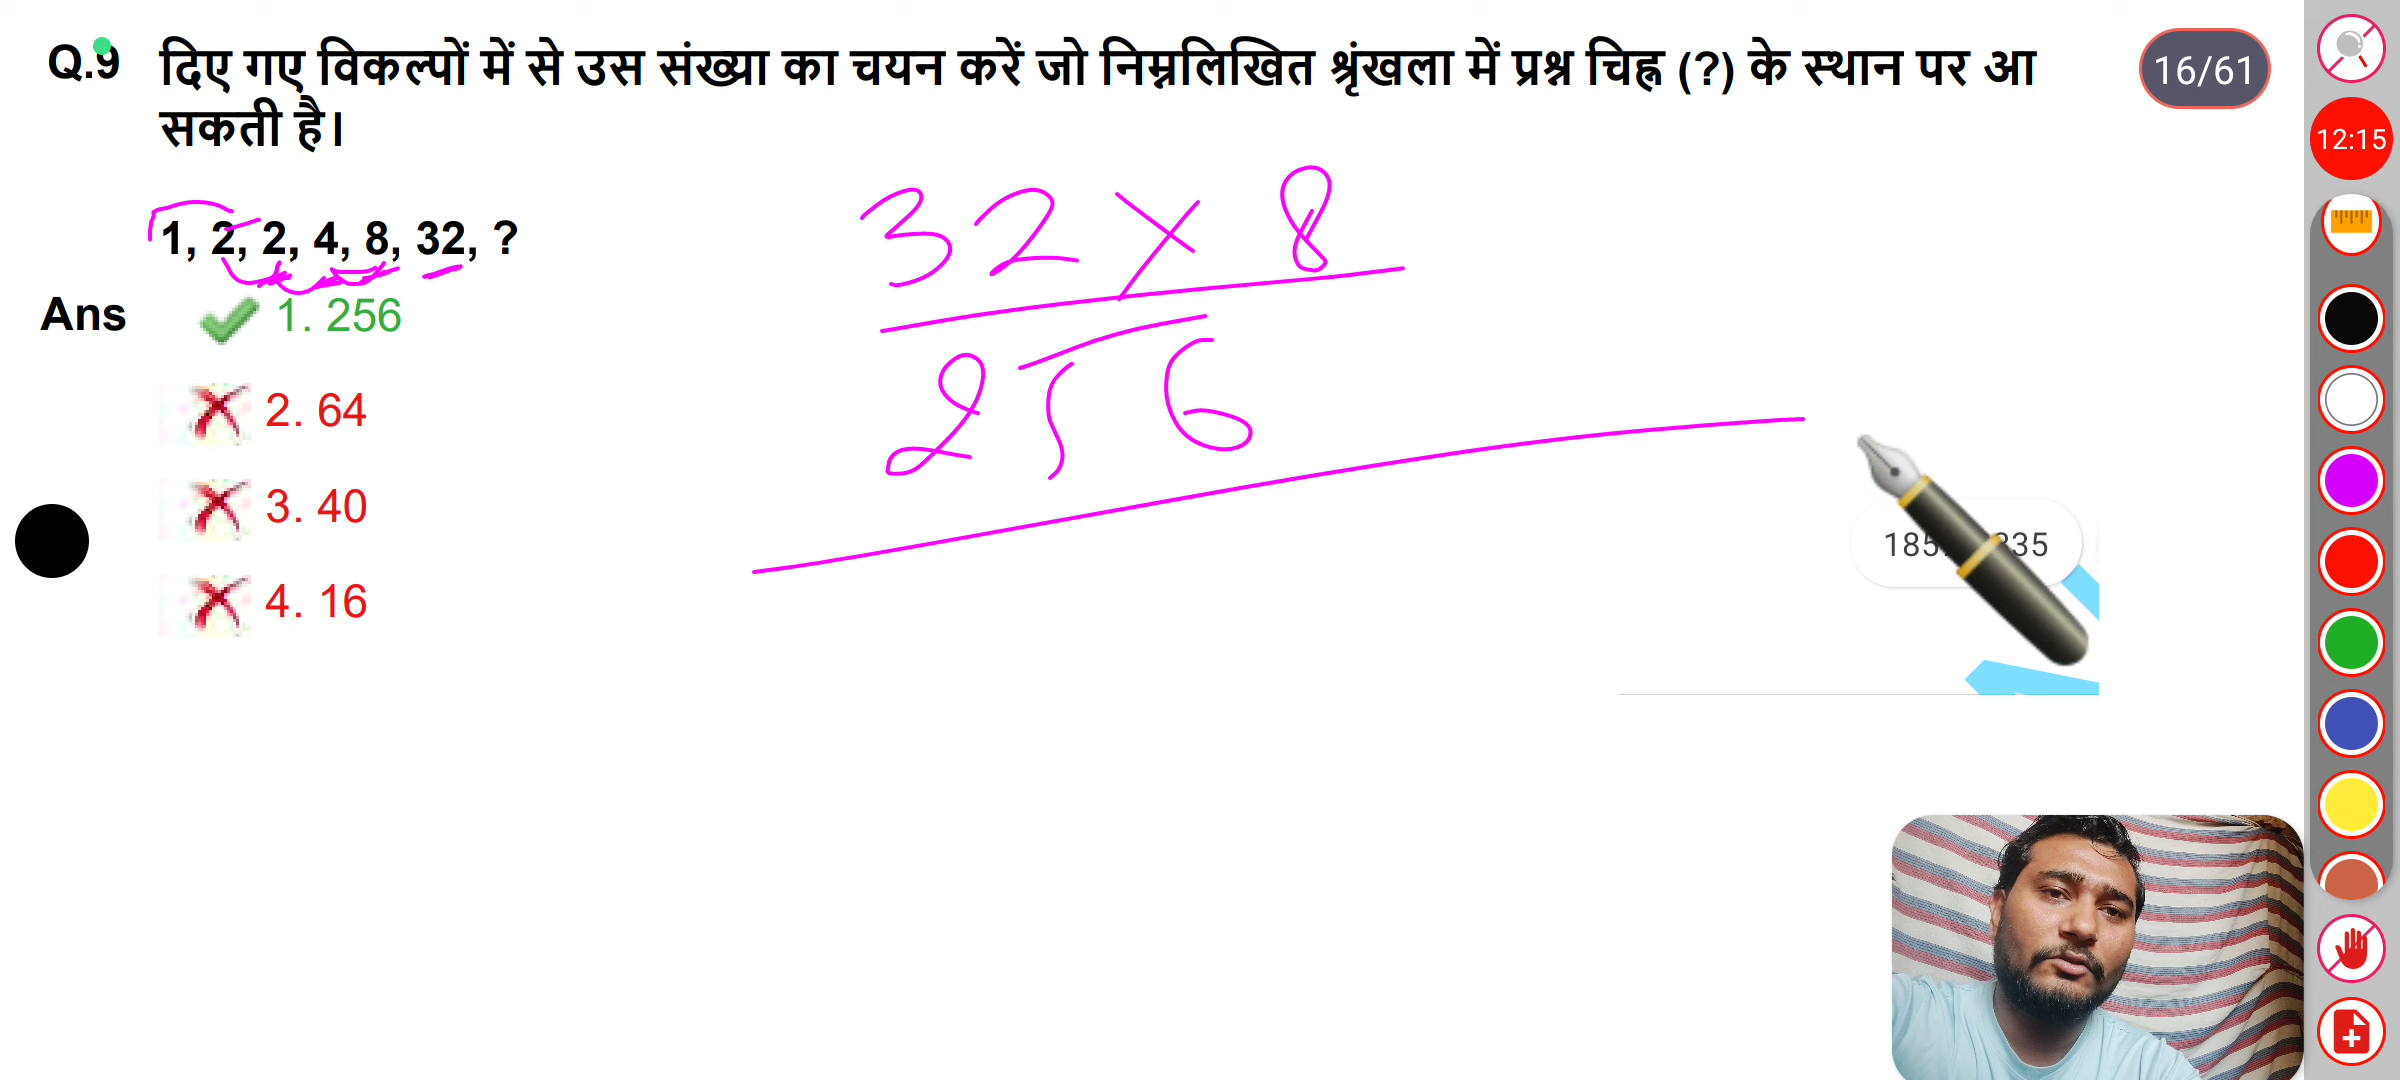 Q.9 दिए गए विकल्पों में से उस संख्या का चयन करें जो निम्नलिखित श्रृंखला में प्रश्न चिह्न (?) के स्थान पर आ
सकती है।
16/61
12:15
32 × 8
1, 2, 2, 4, 8, 32, ?
Ans 1. 256
256
2. 64
3. 40
4. 16